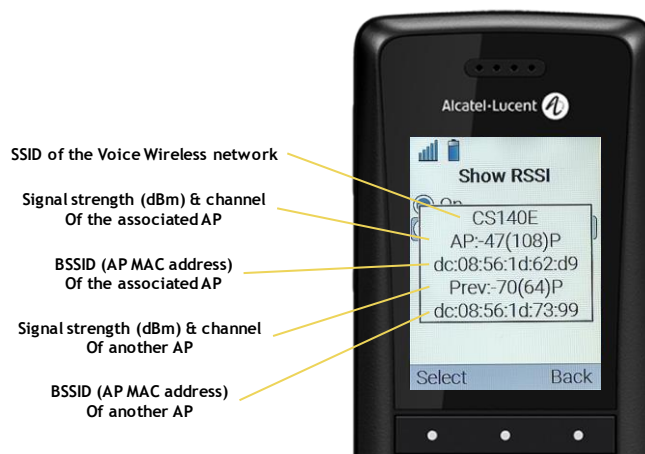 Alcatel·Lucent
SSID of the Voice Wireless network
Signal strength (dBm) & channel
Of the associated AP
BSSID (AP MAC address)
Of the associated AP
Signal strength (dBm) & channel
Of another AP
BSSID (AP MAC address)
Of another AP
Show RSSI
On
CS140E
AP:-47(108)P
dc:08:56:1d:62:d9
Prev:-70(64)P
dc:08:56:1d:73:99
Select
Back